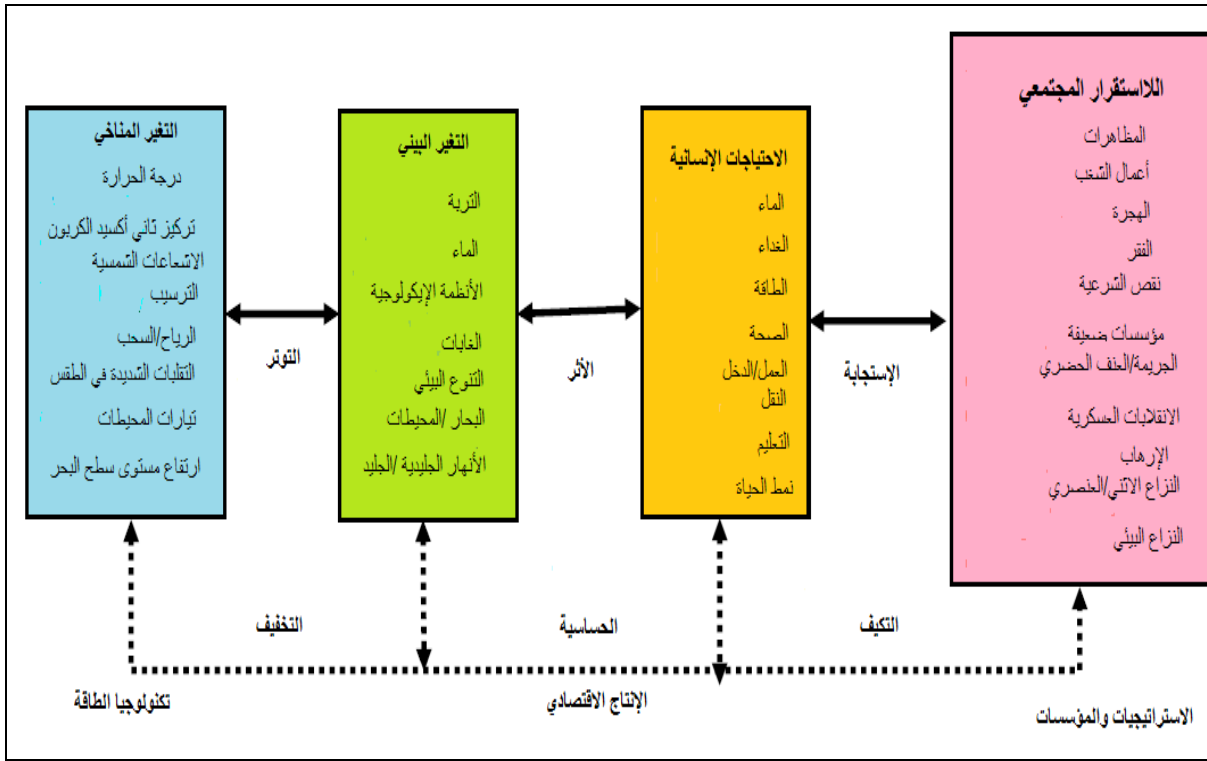 اللاستقرار المجتمعي
المظاهرات
أعمال الشغب
الهجرة
الفقر
نقص الشرعية
مؤسسات ضعيفة
الجريمة/العنف الحضري
الانقلابات العسكرية
الإرهاب
النزاع الاثني/العنصري
النزاع البيئي
الإستجابة
الاحتياجات الإنسانية
الماء
الغداء
الطاقة
الصحة
العمل/الدخل
النقل
التعليم
نمط الحياة
الأثر
التغير البيئي
التربة
الماء
الأنظمة الإيكولوجية
الغابات
التنوع البيئي
البحار /المحيطات
الأنهار الجليدية /الجليد
التوتر
التغير المناخي
درجة الحرارة
تركيز ثاني أكسيد الكربون
الاشعاعات الشمسية
الترسيب
الرياح/السحب
التقلبات الشديدة في الطقس
تيارات المحيطات
ارتفاع مستوى سطح البحر
التكيف
الحساسية
التخفيف
الاستراتيجيات والمؤسسات
الإنتاج الاقتصادي
تكنولوجيا الطاقة